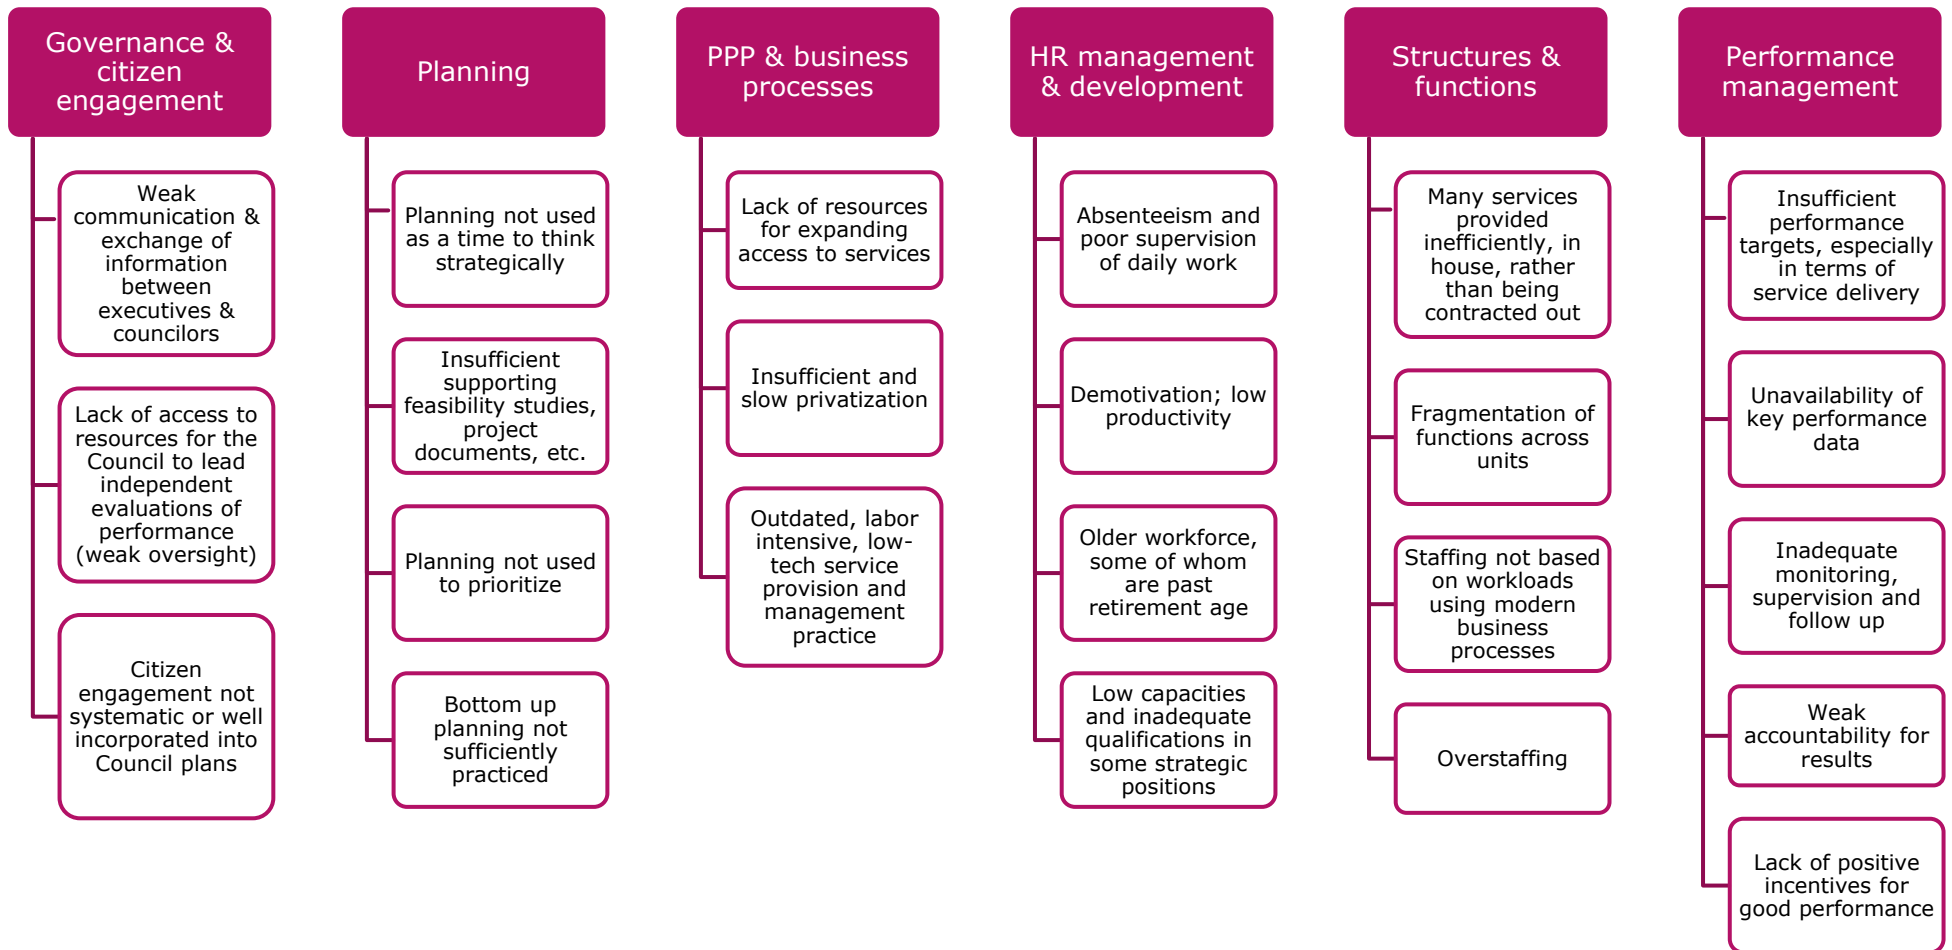 Governance &
citizen
engagement
Weak
communication &
exchange of
information
between
executives &
councilors
Lack of access to
resources for the
Council to lead
independent
evaluations of
performance
(weak oversight)
Citizen
engagement not
systematic or well
incorporated into
Council plans
Planning
Planning not used
as a time to think
strategically
Insufficient
supporting
feasibility studies,
project
documents, etc.
Planning not used
to prioritize
Bottom up
planning not
sufficiently
practiced
PPP & business
processes
Lack of resources
for expanding
access to services
Insufficient and
slow privatization
Outdated, labor
intensive, low-
tech service
provision and
management
practice
HR management
& development
Absenteeism and
poor supervision
of daily work
Demotivation; low
productivity
Older workforce,
some of whom
are past
retirement age
Low capacities
and inadequate
qualifications in
some strategic
positions
Structures &
functions
Many services
provided
inefficiently, in
house, rather
than being
contracted out
Fragmentation of
functions across
units
Staffing not based
on workloads
using modern
business
processes
Overstaffing
Performance
management
Insufficient
performance
targets, especially
in terms of
service delivery
Unavailability of
key performance
data
Inadequate
monitoring,
supervision and
follow up
Weak
accountability for
results
Lack of positive
incentives for
good performance